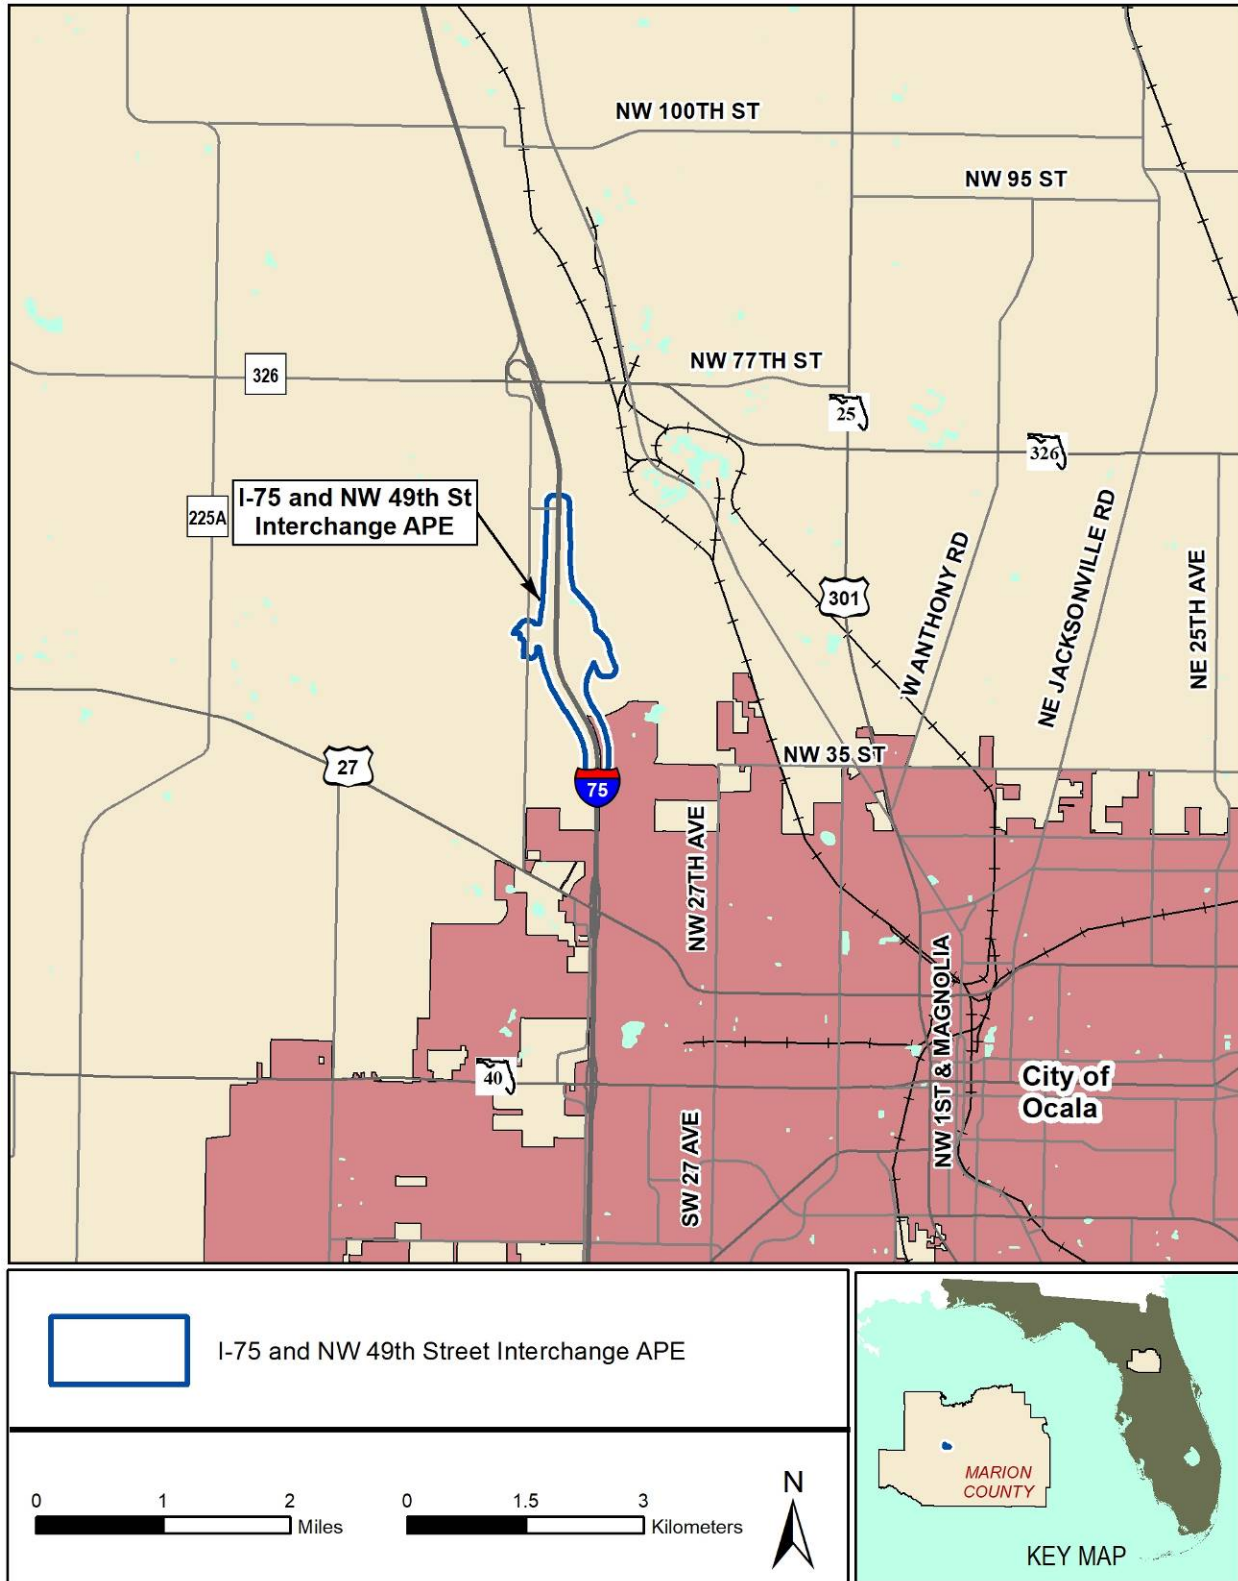 NW 100TH ST
NW 95 ST
NW 77TH ST
326
25
326
I-75 and NW 49th St
Interchange APE
225A
301
W ANTHONY RD
NE JACKSONVILLE RD
NE 25TH AVE
27
NW 35 ST
75
NW 27TH AVE
NW 1ST & MAGNOLIA
40
City of
Ocala
SW 27 AVE
I-75 and NW 49th Street Interchange APE
0 1 2
Miles
0 1.5 3
Kilometers
N
MARION
COUNTY
KEY MAP